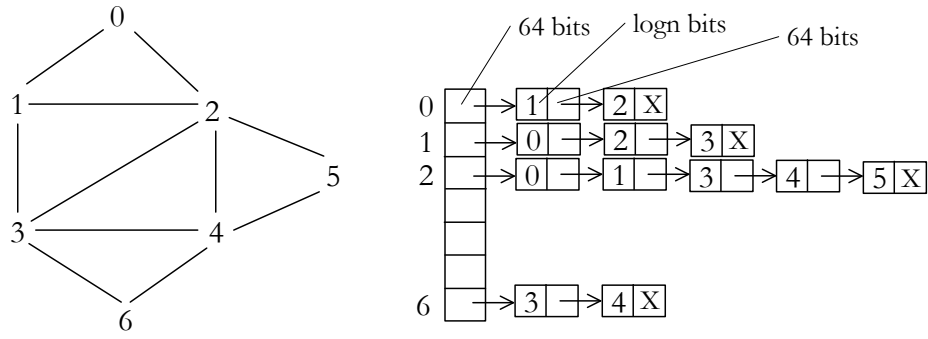 0
1
2
3
4
5
6
64 bits
logn bits
64 bits
0 1 2 X
1 0 2 3 X
2 0 1 3 4 5 X
6 3 4 X